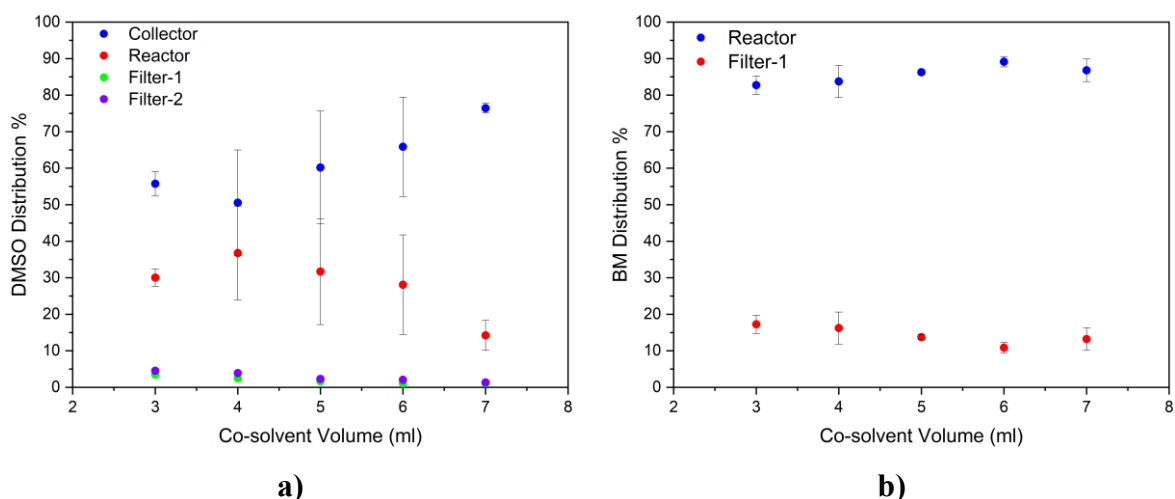 100
90
80
70
60
50
40
30
20
10
0
DMSO Distribution %
Collector
Reactor
Filter-1
Filter-2
2 3 4 5 6 7 8
Co-solvent Volume (ml)
a)
100
90
80
70
60
50
40
30
20
10
0
BM Distribution %
Reactor
Filter-1
2 3 4 5 6 7 8
Co-solvent Volume (ml)
b)